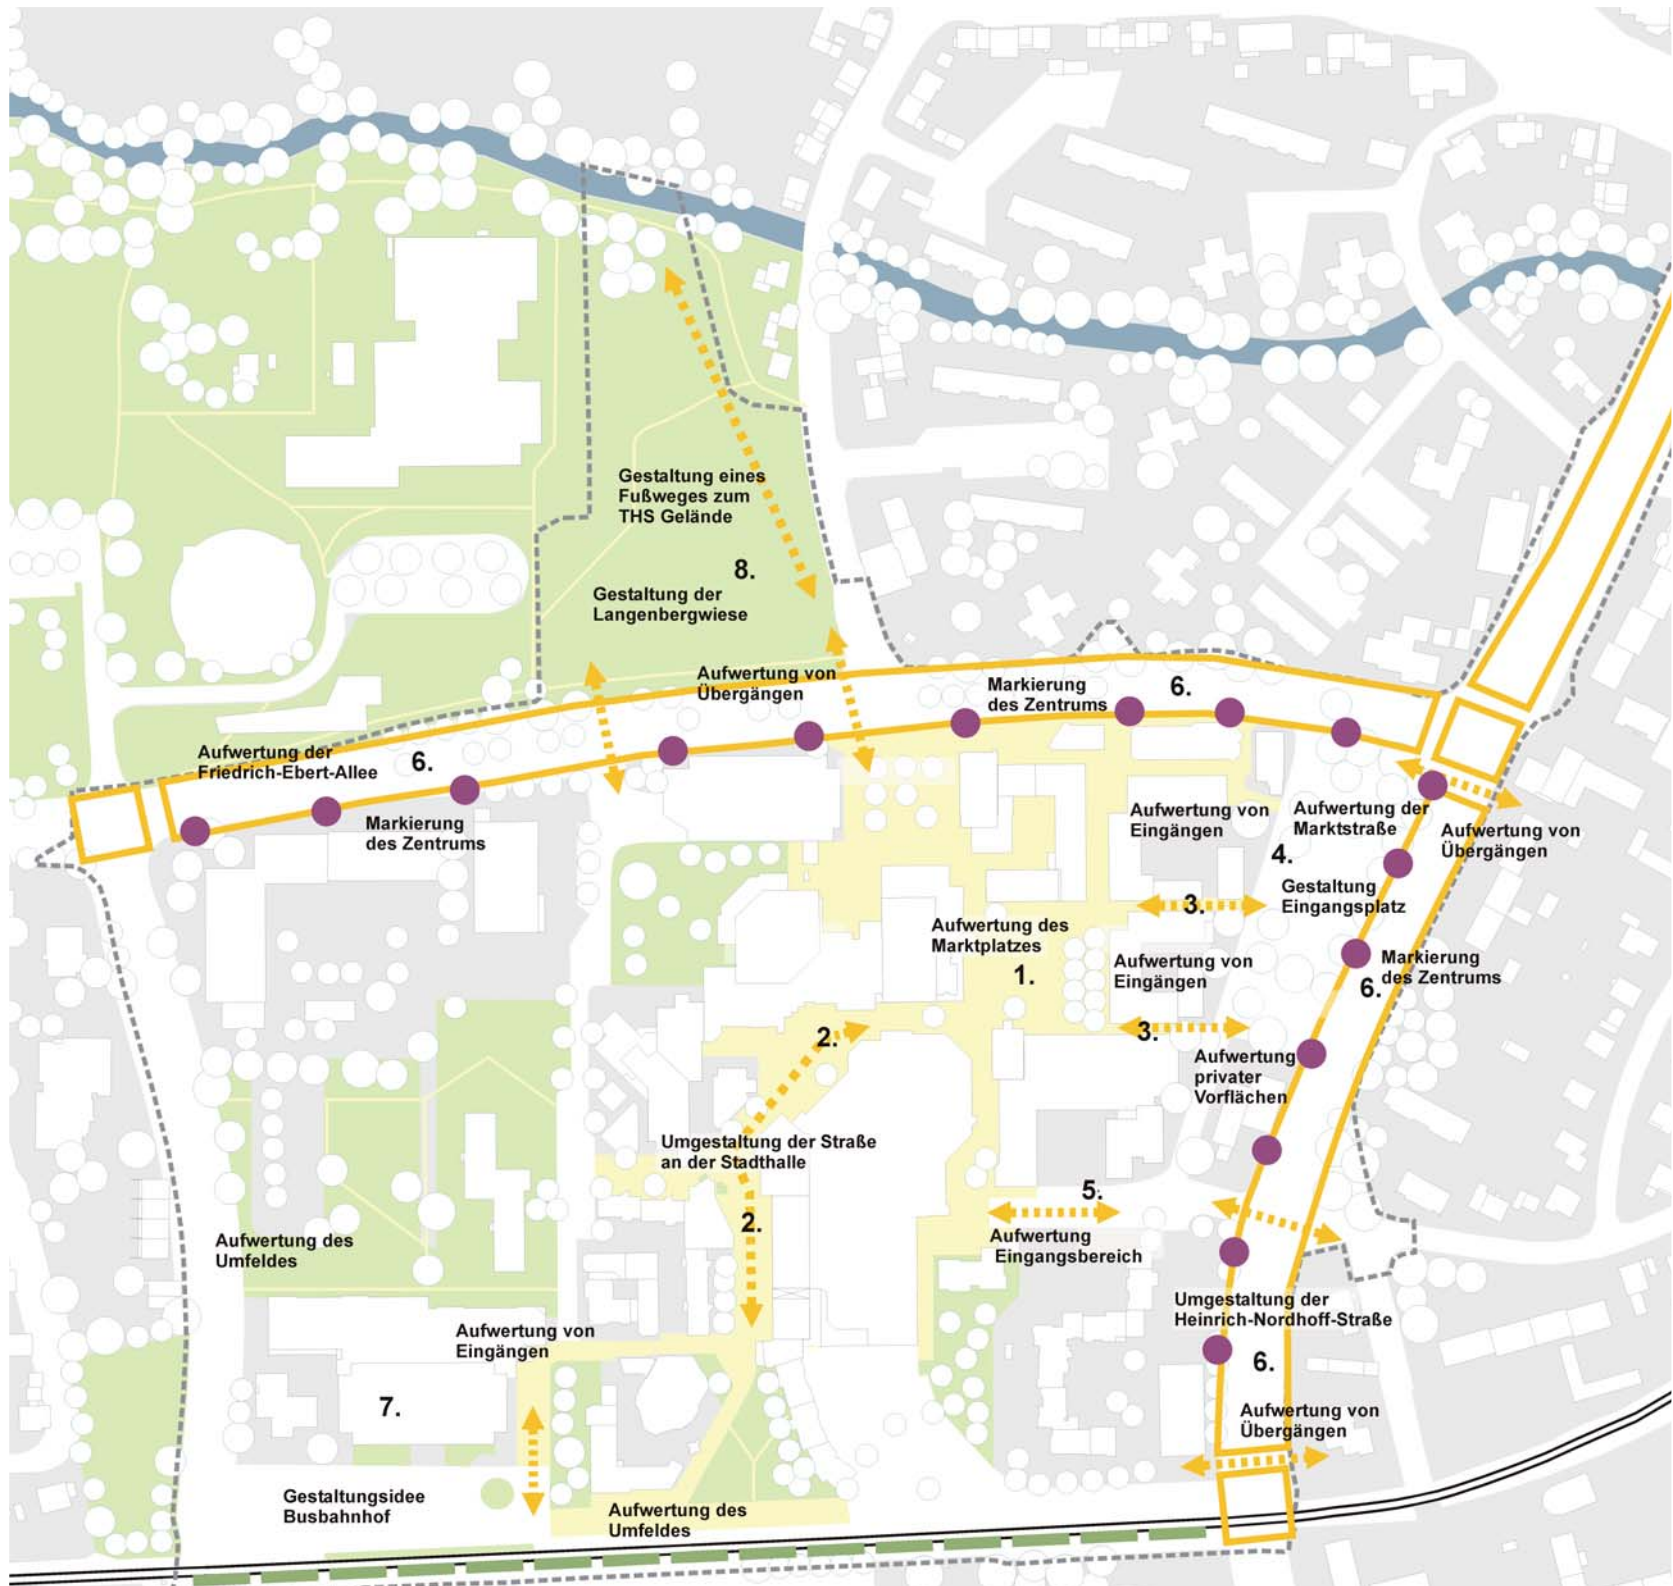 Gestaltung eines
Fußweges zum
THS Gelände
8.
Gestaltung der
Langenbergwiese
Aufwertung von
Übergängen
Markierung
des Zentrums
6.
Aufwertung der
Friedrich-Ebert-Allee
6.
Markierung
des Zentrums
Aufwertung von
Eingängen
Aufwertung der
Marktstraße
Aufwertung von
Übergängen
4.
Gestaltung
Eingangsplatz
3.
Aufwertung des
Marktplatzes
1.
Aufwertung von
Eingängen
Markierung
des Zentrums
6.
3.
2.
Aufwertung
privater
Vorflächen
Umgestaltung der Straße
an der Stadthalle
2.
5.
Aufwertung
Eingangsbereich
Aufwertung des
Umfeldes
Umgestaltung der
Heinrich-Nordhoff-Straße
6.
Aufwertung von
Eingängen
7.
Aufwertung von
Übergängen
Gestaltungsidee
Busbahnhof
Aufwertung des
Umfeldes